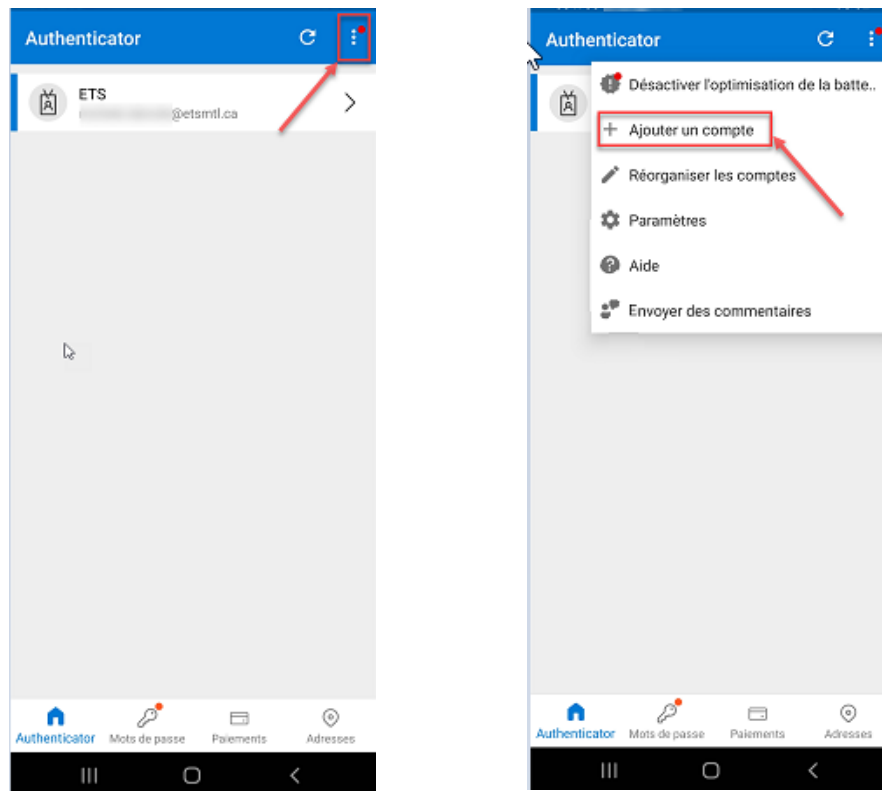 Authenticator
ETS
@etsmtl.ca
Authenticator
Mots de passe
Paiements
Adresses
Authenticator
Désactiver l'optimisation de la batte..
Ajouter un compte
Réorganiser les comptes
Paramètres
Aide
Envoyer des commentaires
Authenticator
Mots de passe
Paiements
Adresses